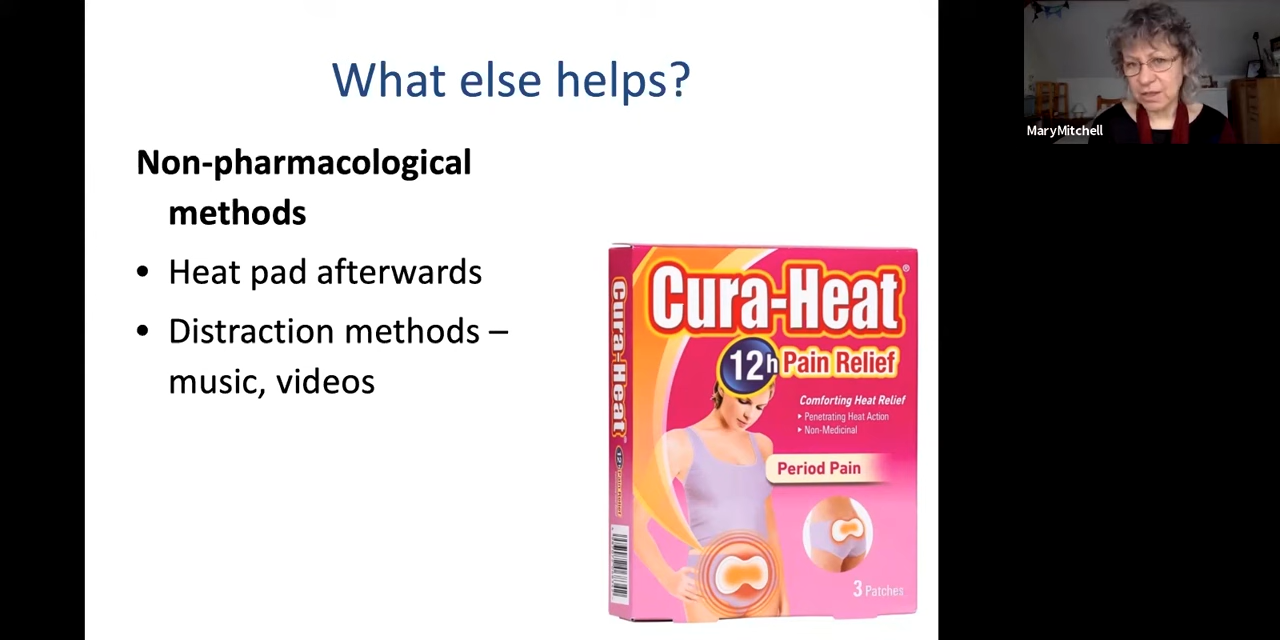 What else helps?
MaryMitchell
Non-pharmacological
methods
• Heat pad afterwards
• Distraction methods –
music, videos
Cura-Heat®
Cura-Heat
12h Pain Relief
Comforting Heat Relief
Penetrating Heat Action
Non-Medicinal
Period Pain
3 Patches